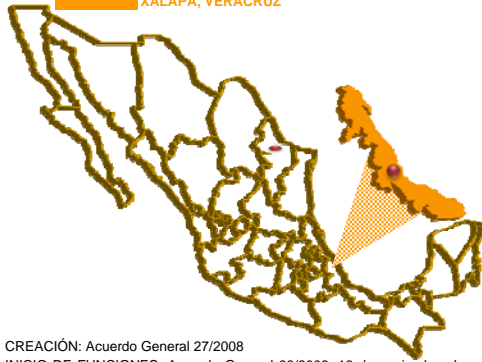 XALAPA, VERACRUZ
CREACIÓN: Acuerdo General 27/2008
INICIO DE FUNCIONES: Acuerdo General